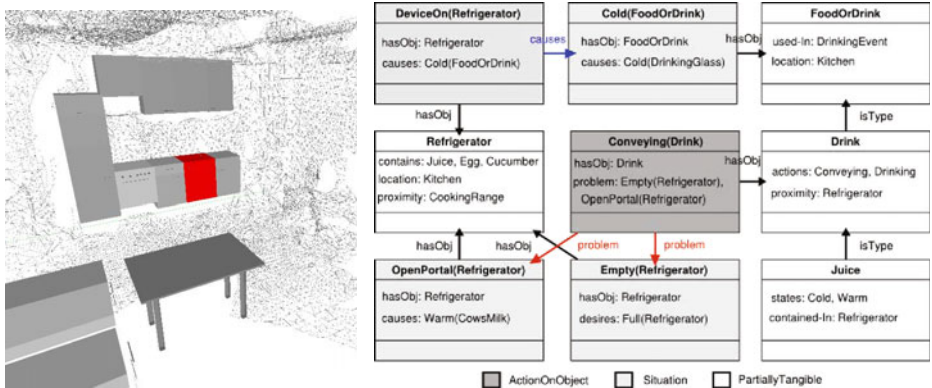 DeviceOn(Refrigerator)
hasObj: Refrigerator
causes: Cold(FoodOrDrink)
causes
Cold(FoodOrDrink)
hasObj: FoodOrDrink
causes: Cold(DrinkingGlass)
hasObj
FoodOrDrink
used-In: DrinkingEvent
location: Kitchen
hasObj
isType
Refrigerator
contains: Juice, Egg, Cucumber
location: Kitchen
proximity: CookingRange
Conveying(Drink)
hasObj: Drink
problem: Empty(Refrigerator),
OpenPortal(Refrigerator)
hasObj
Drink
actions: Conveying, Drinking
proximity: Refrigerator
hasObj
hasObj
problem
problem
isType
OpenPortal(Refrigerator)
hasObj: Refrigerator
causes: Warm(CowsMilk)
Empty(Refrigerator)
hasObj: Refrigerator
desires: Full(Refrigerator)
Juice
states: Cold, Warm
contained-In: Refrigerator
ActionOnObject
Situation
PartiallyTangible